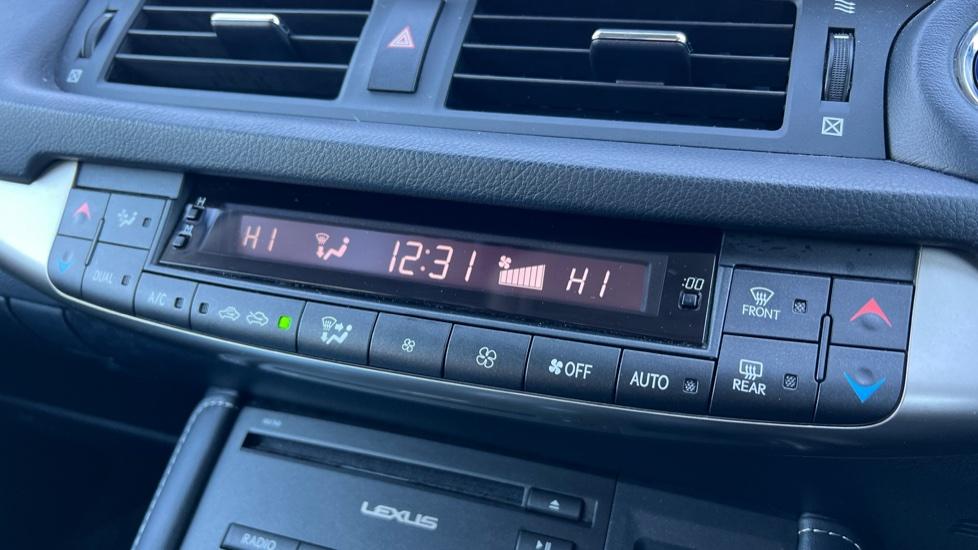 H
M
HI
12:31
HI
:00
DUAL
A/C
OFF
AUTO
FRONT
REAR
LEXUS
RADIO